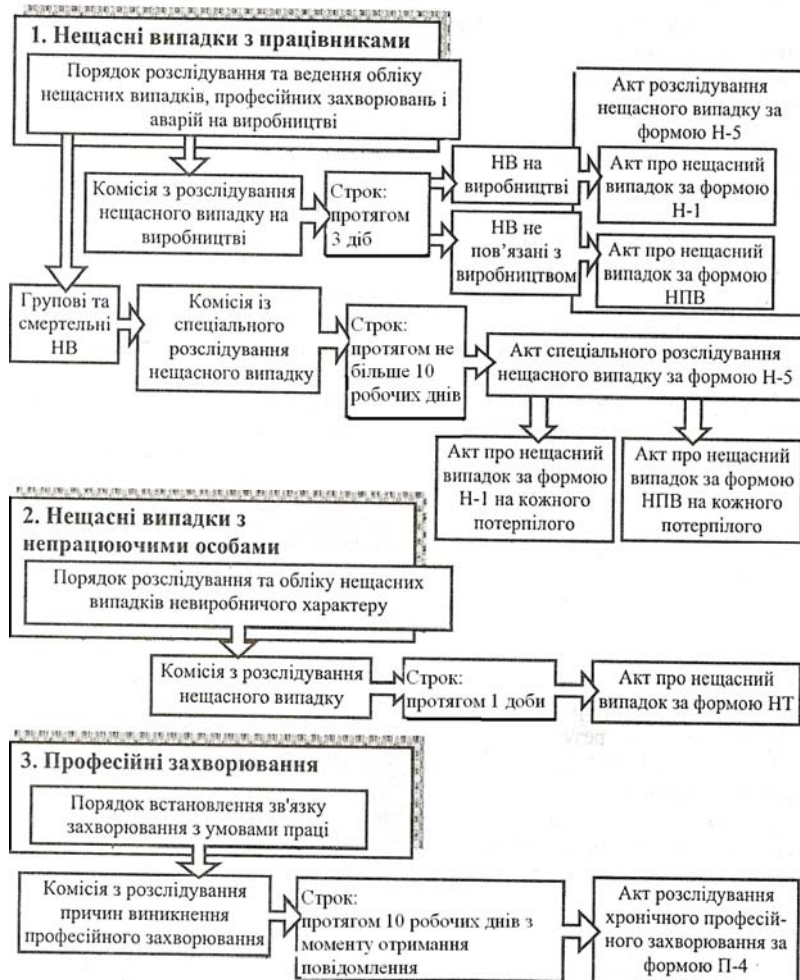 1. Нещасні випадки з працівниками
Порядок розслідування та ведення обліку
нещасних випадків, професійних захворювань і
аварій на виробництві
Акт розслідування
нещасного випадку за
формою Н-5
Комісія з розслідування
нещасного випадку на
виробництві
Строк:
протягом
3 діб
НВ на
виробництві
Акт про нещасний
випадок за формою
Н-1
НВ не
пов’язані з
виробництвом
Акт про нещасний
випадок за формою
НПВ
Групові та
смертельні
НВ
Комісія із
спеціального
розслідування
нещасного випадку
Строк:
протягом не
більше 10
робочих днів
Акт спеціального розслідування
нещасного випадку за формою Н-5
Акт про нещасний
випадок за формою
Н-1 на кожного
потерпілого
Акт про нещасний
випадок за формою
НПВ на кожного
потерпілого
2. Нещасні випадки з
непрацюючими особами
Порядок розслідування та обліку нещасних
випадків невиробничого характеру
Комісія з розслідування
нещасного випадку
Строк:
протягом 1 доби
Акт про нещасний
випадок за формою НТ
3. Професійні захворювання
Порядок встановлення зв'язку
захворювання з умовами праці
Комісія з розслідування
причин виникнення
професійного захворювання
Строк:
протягом 10 робочих днів з
моменту отримання
повідомлення
Акт розслідування
хронічного професій-
ного захворювання за
формою П-4